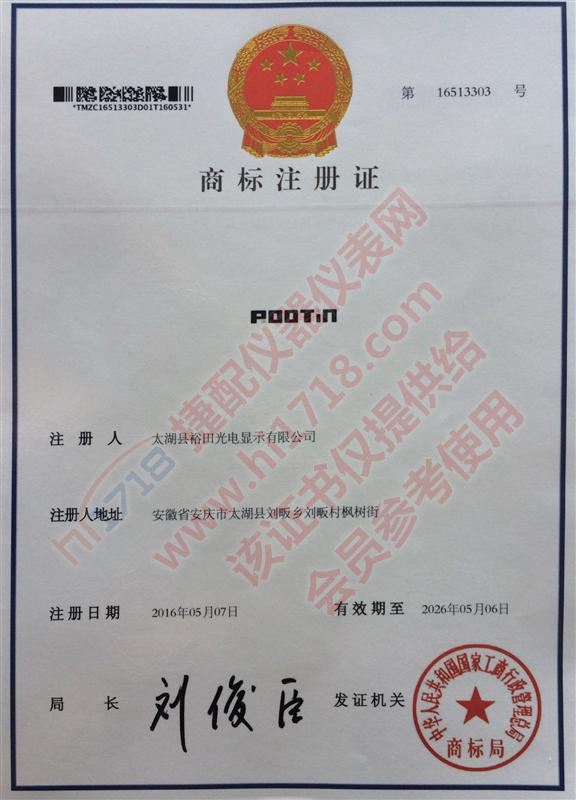 *TMZC16513303D01T160531*
第 16513303 号
商标注册证
POOTiN
注册人 太湖县裕田光电显示有限公司
注册人地址 安徽省安庆市太湖县刘畈乡刘畈村枫树街
注册日期 2016年05月07日 有效期至 2026年05月06日
局长 刘俊臣 发证机关
中华人民共和国国家工商行政管理总局
商标局
hi1718 捷配仪器仪表网
www.hi1718.com
该证书仅提供给
会员参考使用